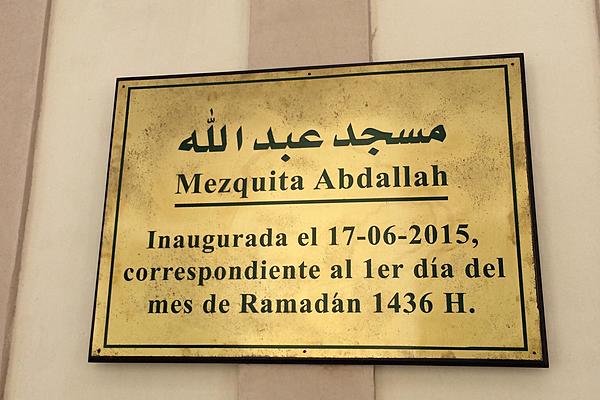 مسجد عبد الله
Mezquita Abdallah
Inaugurada el 17-06-2015,
correspondiente al 1er día del
mes de Ramadán 1436 H.